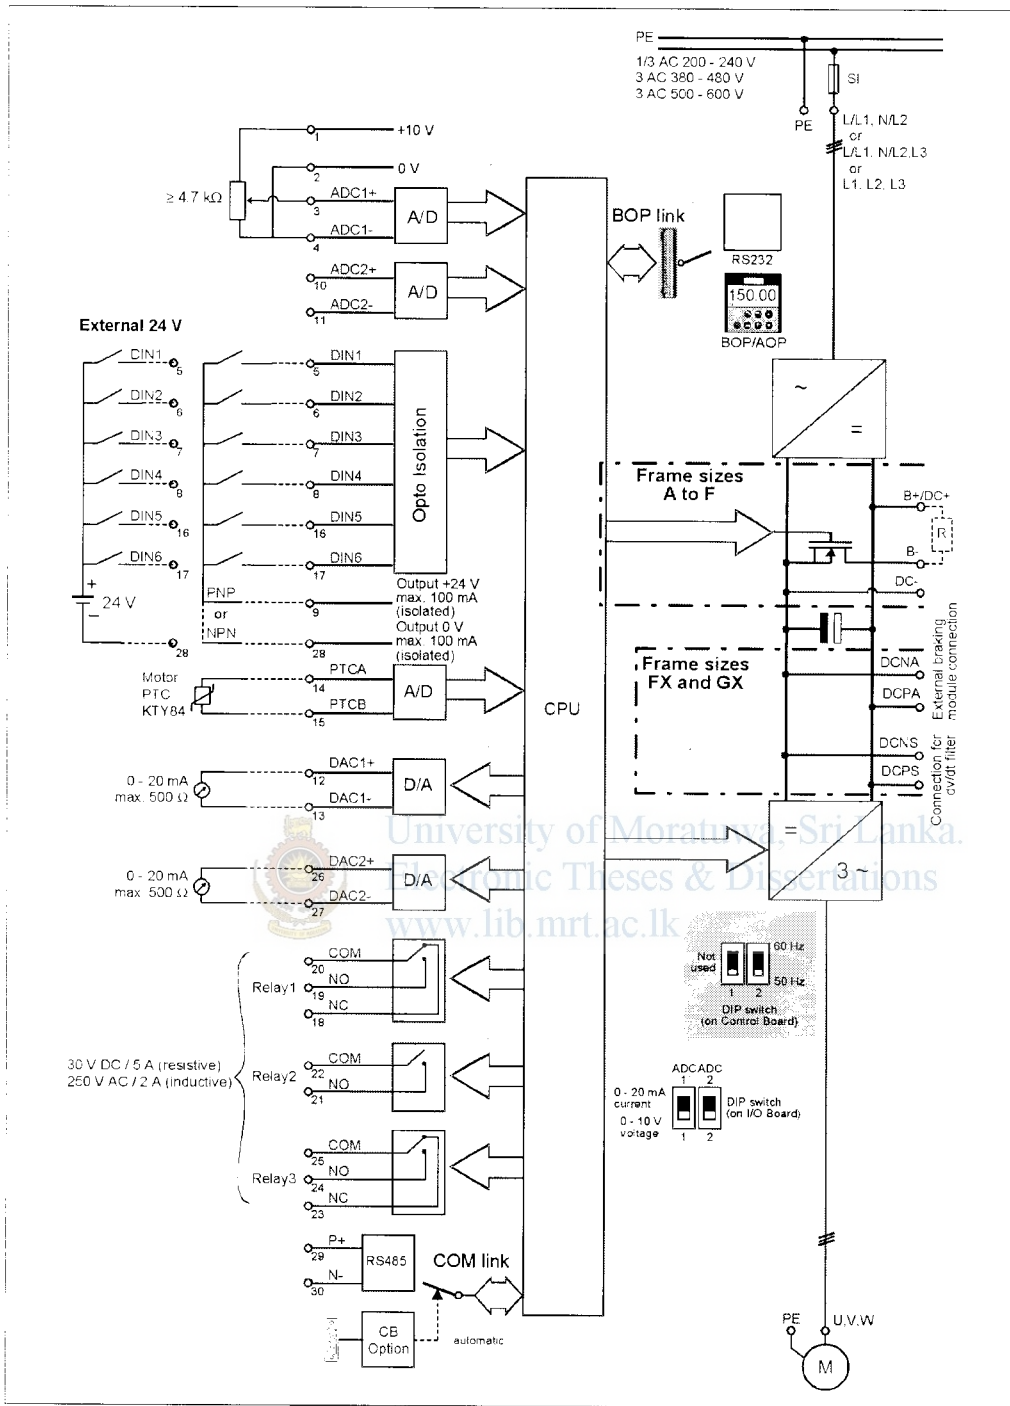 PE
1/3 AC 200 - 240 V
3 AC 380 - 480 V
3 AC 500 - 600 V
SI
PE
L/L1, N/L2
or
L/L1, N/L2,L3
or
L1, L2, L3
1
+10 V
2
0 V
≥ 4.7 kΩ
3
ADC1+
4
ADC1-
A/D
10
ADC2+
11
ADC2-
A/D
BOP link
RS232
150.00
BOP/AOP
External 24 V
DIN1
5
DIN2
6
DIN3
7
DIN4
8
DIN5
16
DIN6
17
+
24 V
−
28
5
DIN1
6
DIN2
7
DIN3
8
DIN4
16
DIN5
17
DIN6
Opto Isolation
PNP
or
NPN
9
Output +24 V
max. 100 mA
(isolated)
28
Output 0 V
max. 100 mA
(isolated)
Motor
PTC
KTY84
14
PTCA
15
PTCB
A/D
CPU
~
=
Frame sizes
A to F
B+/DC+
R
B-
DC-
Frame sizes
FX and GX
DCNA
DCPA
DCNS
DCPS
External braking
module connection
Connection for
dv/dt filter
=
3 ~
0 - 20 mA
max. 500 Ω
12
DAC1+
13
DAC1-
D/A
0 - 20 mA
max. 500 Ω
26
DAC2+
27
DAC2-
D/A
University of Moratuwa, Sri Lanka.
Electronic Theses & Dissertations
www.lib.mrt.ac.lk
30 V DC / 5 A (resistive)
250 V AC / 2 A (inductive)
Relay1
20
COM
19
NO
18
NC
Relay2
22
COM
21
NO
Relay3
25
COM
24
NO
23
NC
Not
used
60 Hz
50 Hz
1 2
DIP switch
(on Control Board)
ADC ADC
1 2
0 - 20 mA
current
0 - 10 V
voltage
DIP switch
(on I/O Board)
1 2
29
P+
30
N-
RS485
COM link
CB
Option
automatic
PE
U,V,W
M